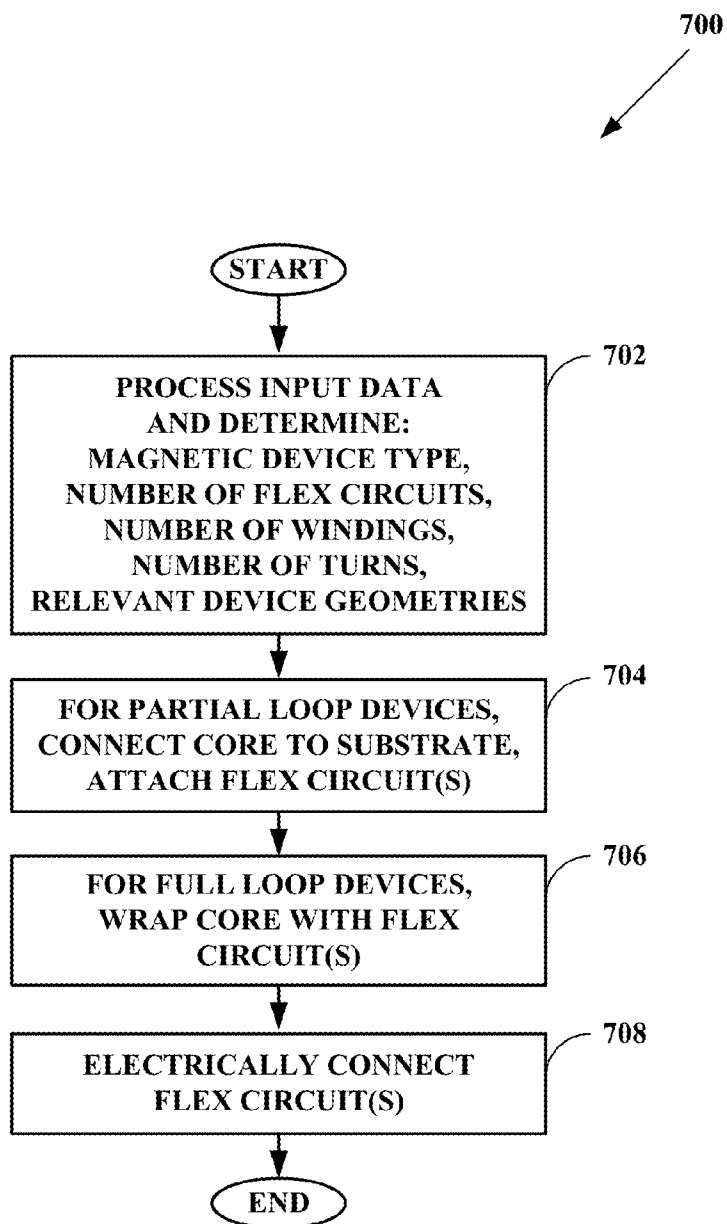 700
START
702
PROCESS INPUT DATA
AND DETERMINE:
MAGNETIC DEVICE TYPE,
NUMBER OF FLEX CIRCUITS,
NUMBER OF WINDINGS,
NUMBER OF TURNS,
RELEVANT DEVICE GEOMETRIES
704
FOR PARTIAL LOOP DEVICES,
CONNECT CORE TO SUBSTRATE,
ATTACH FLEX CIRCUIT(S)
706
FOR FULL LOOP DEVICES,
WRAP CORE WITH FLEX
CIRCUIT(S)
708
ELECTRICALLY CONNECT
FLEX CIRCUIT(S)
END